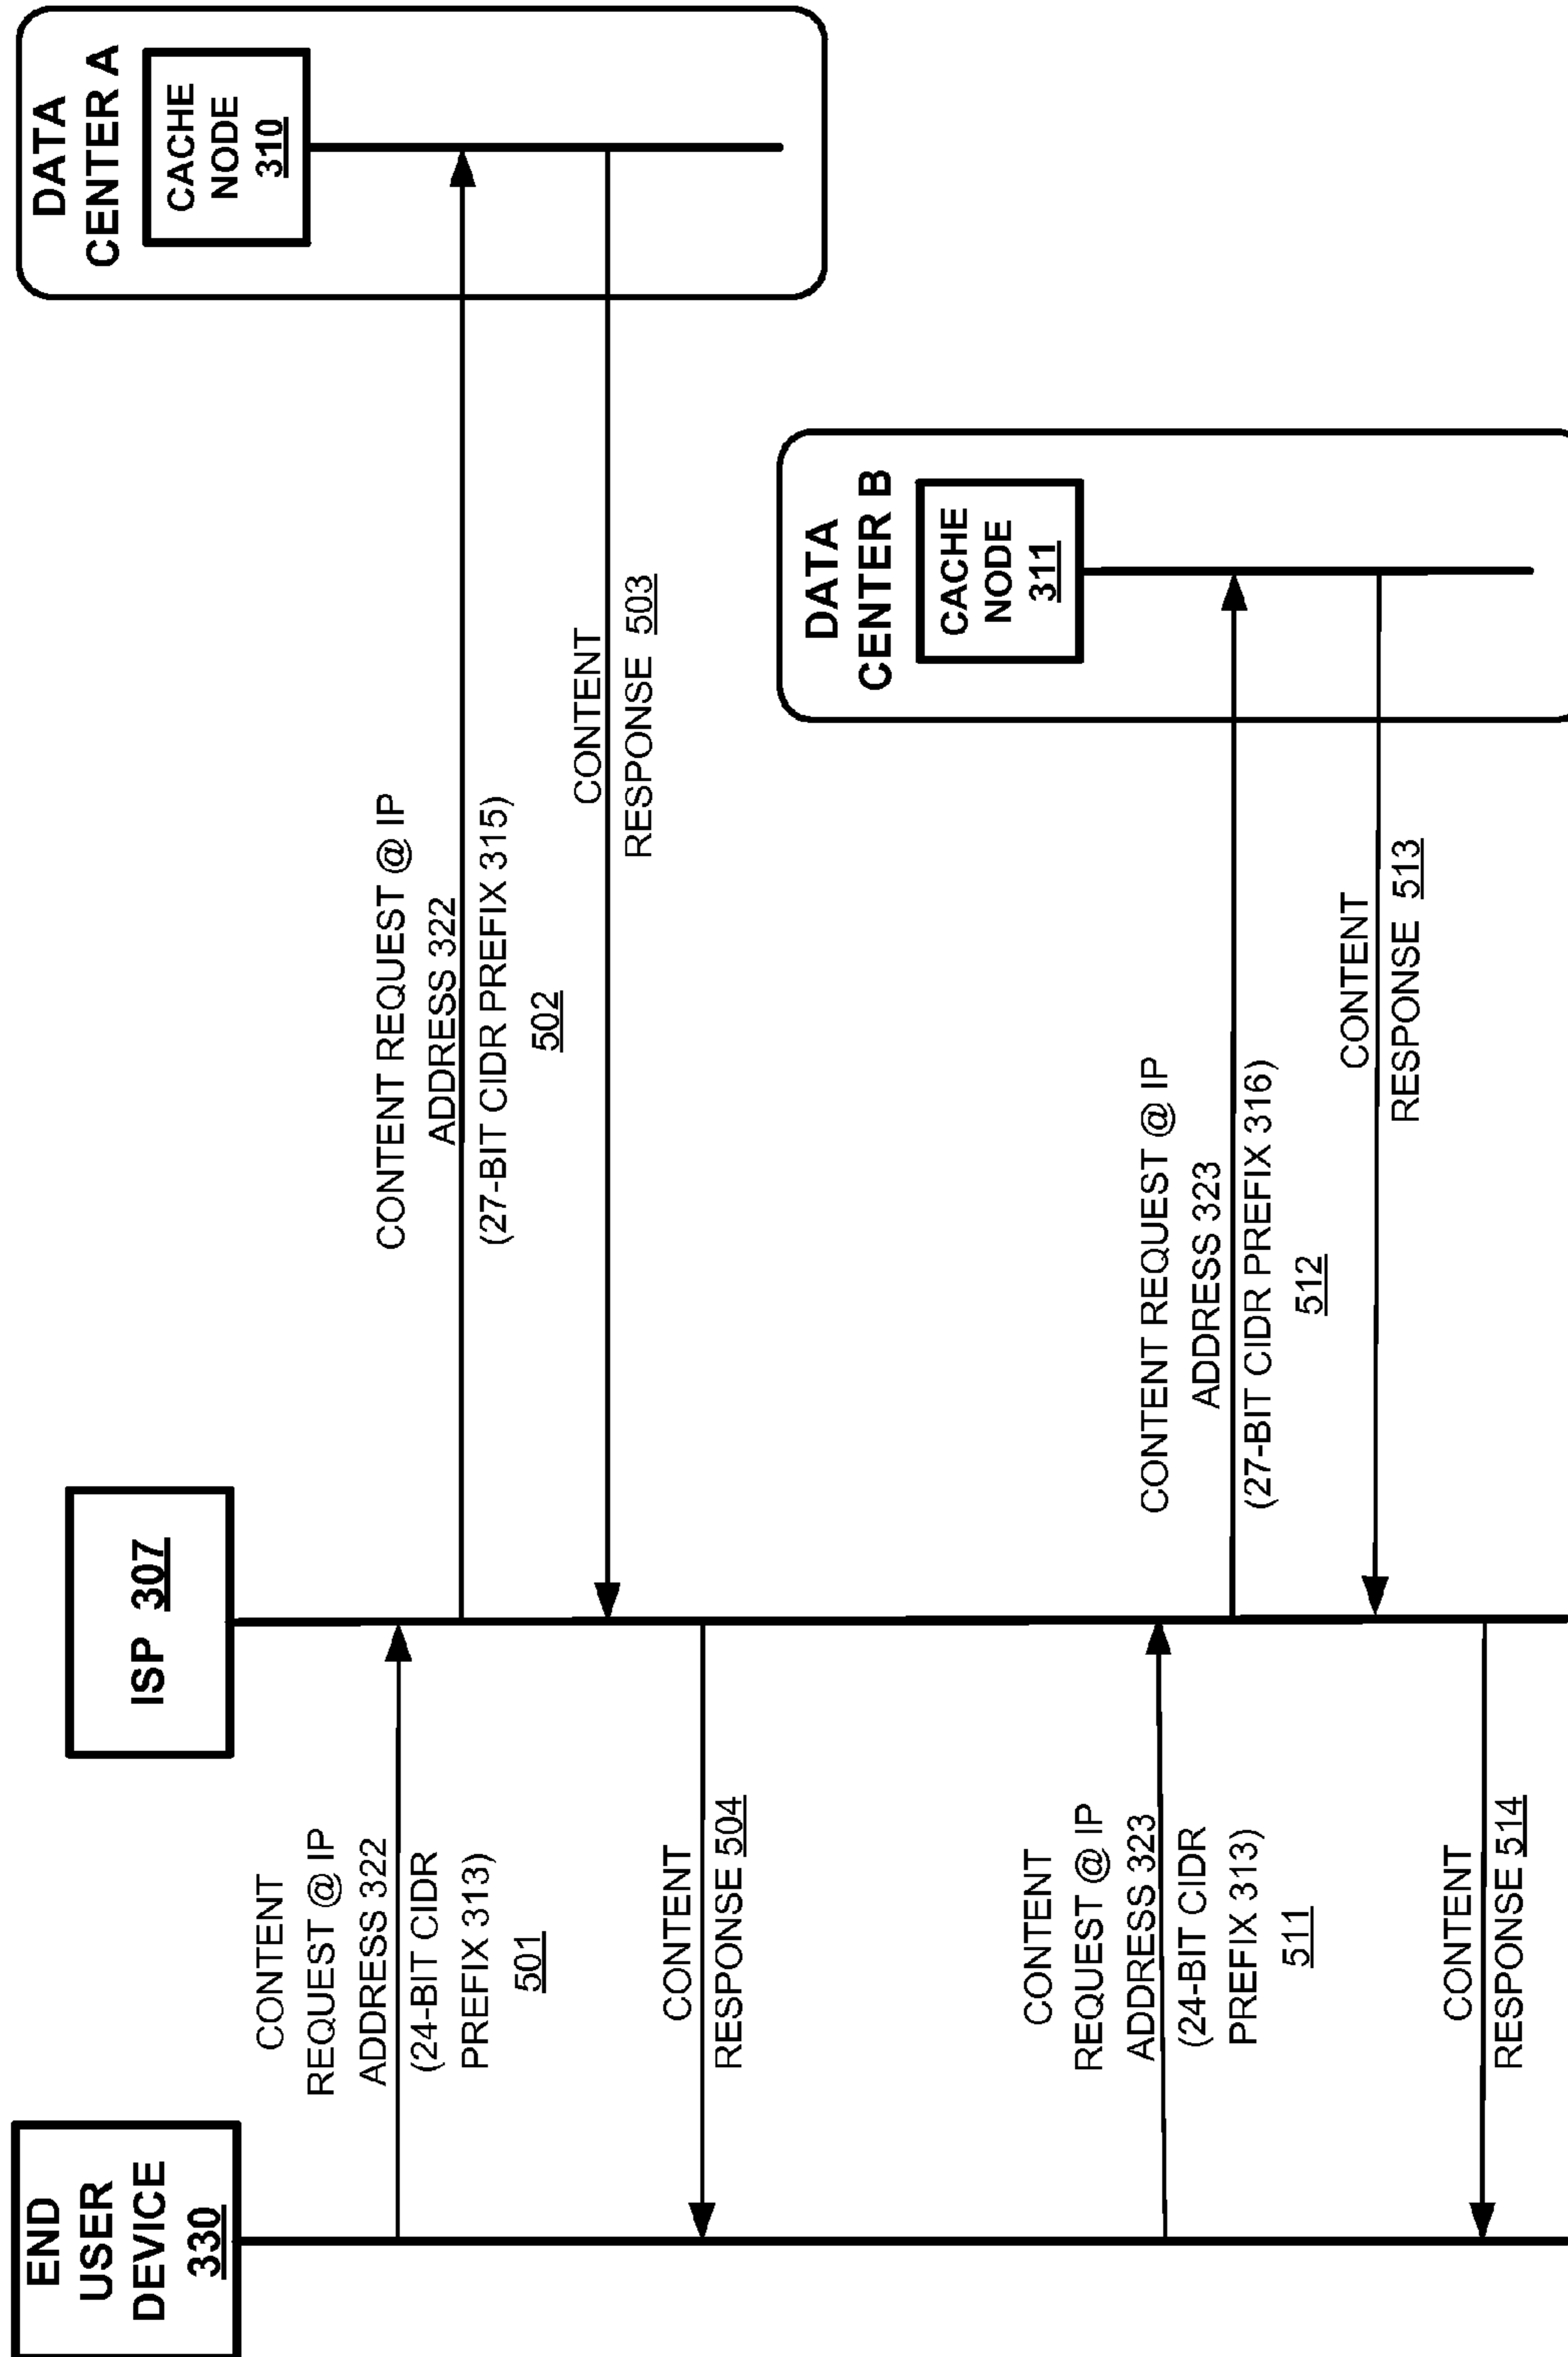 END
USER
DEVICE
330
ISP 307
DATA
CENTER A
CACHE
NODE
310
CONTENT
REQUEST @ IP
ADDRESS 322
(24-BIT CIDR
PREFIX 313)
501
CONTENT REQUEST @ IP
ADDRESS 322
(27-BIT CIDR PREFIX 315)
502
CONTENT
RESPONSE 503
CONTENT
RESPONSE 504
DATA
CENTER B
CACHE
NODE
311
CONTENT
REQUEST @ IP
ADDRESS 323
(24-BIT CIDR
PREFIX 313)
511
CONTENT REQUEST @ IP
ADDRESS 323
(27-BIT CIDR PREFIX 316)
512
CONTENT
RESPONSE 513
CONTENT
RESPONSE 514